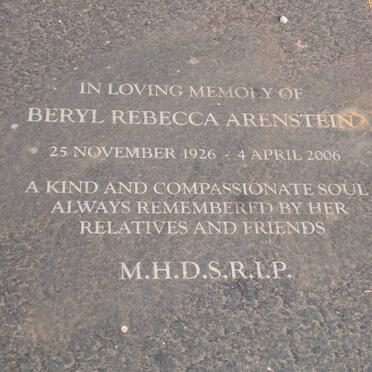 IN LOVING MEMORY OF
BERYL REBECCA ARENSTEIN
25 NOVEMBER 1926 - 4 APRIL 2006
A KIND AND COMPASSIONATE SOUL
ALWAYS REMEMBERED BY HER
RELATIVES AND FRIENDS
M.H.D.S.R.I.P.